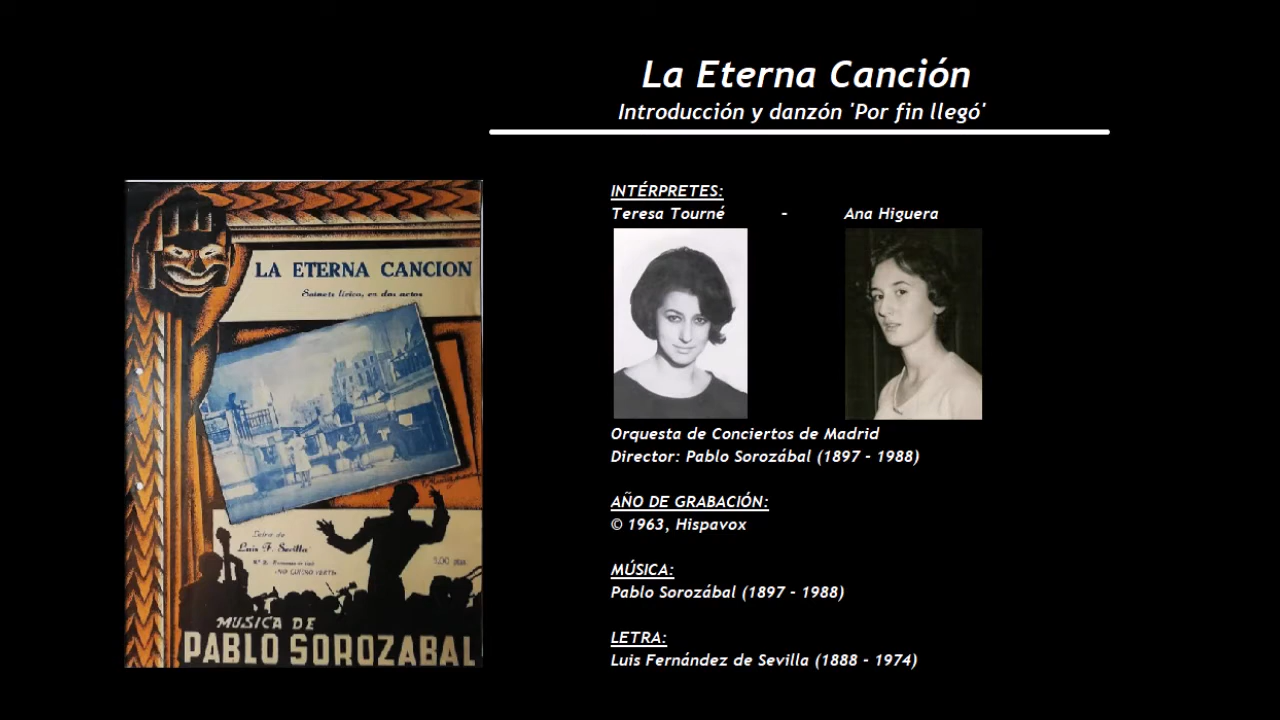 La Eterna Canción
Introducción y danzón 'Por fin llegó'
LA ETERNA CANCION
Sainete lírico, en dos actos
Letra de
Luis F. Sevilla
MUSICA DE
PABLO SOROZABAL
INTÉRPRETES:
Teresa Tourné - Ana Higuera
Orquesta de Conciertos de Madrid
Director: Pablo Sorozábal (1897 - 1988)
AÑO DE GRABACIÓN:
© 1963, Hispavox
MÚSICA:
Pablo Sorozábal (1897 - 1988)
LETRA:
Luis Fernández de Sevilla (1888 - 1974)